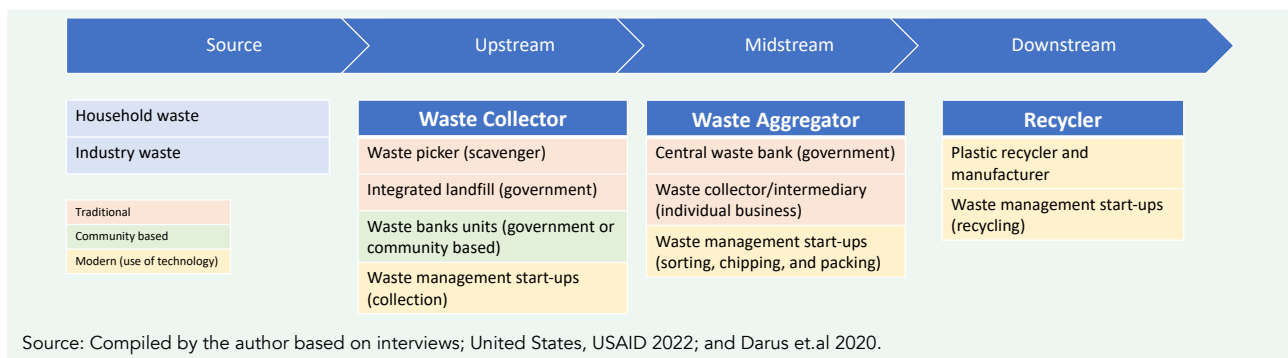 Source
Upstream
Midstream
Downstream
Household waste
Industry waste
Traditional
Community based
Modern (use of technology)
Waste Collector
Waste picker (scavenger)
Integrated landfill (government)
Waste banks units (government or
community based)
Waste management start-ups
(collection)
Waste Aggregator
Central waste bank (government)
Waste collector/intermediary
(individual business)
Waste management start-ups
(sorting, chipping, and packing)
Recycler
Plastic recycler and
manufacturer
Waste management start-ups
(recycling)
Source: Compiled by the author based on interviews; United States, USAID 2022; and Darus et.al 2020.